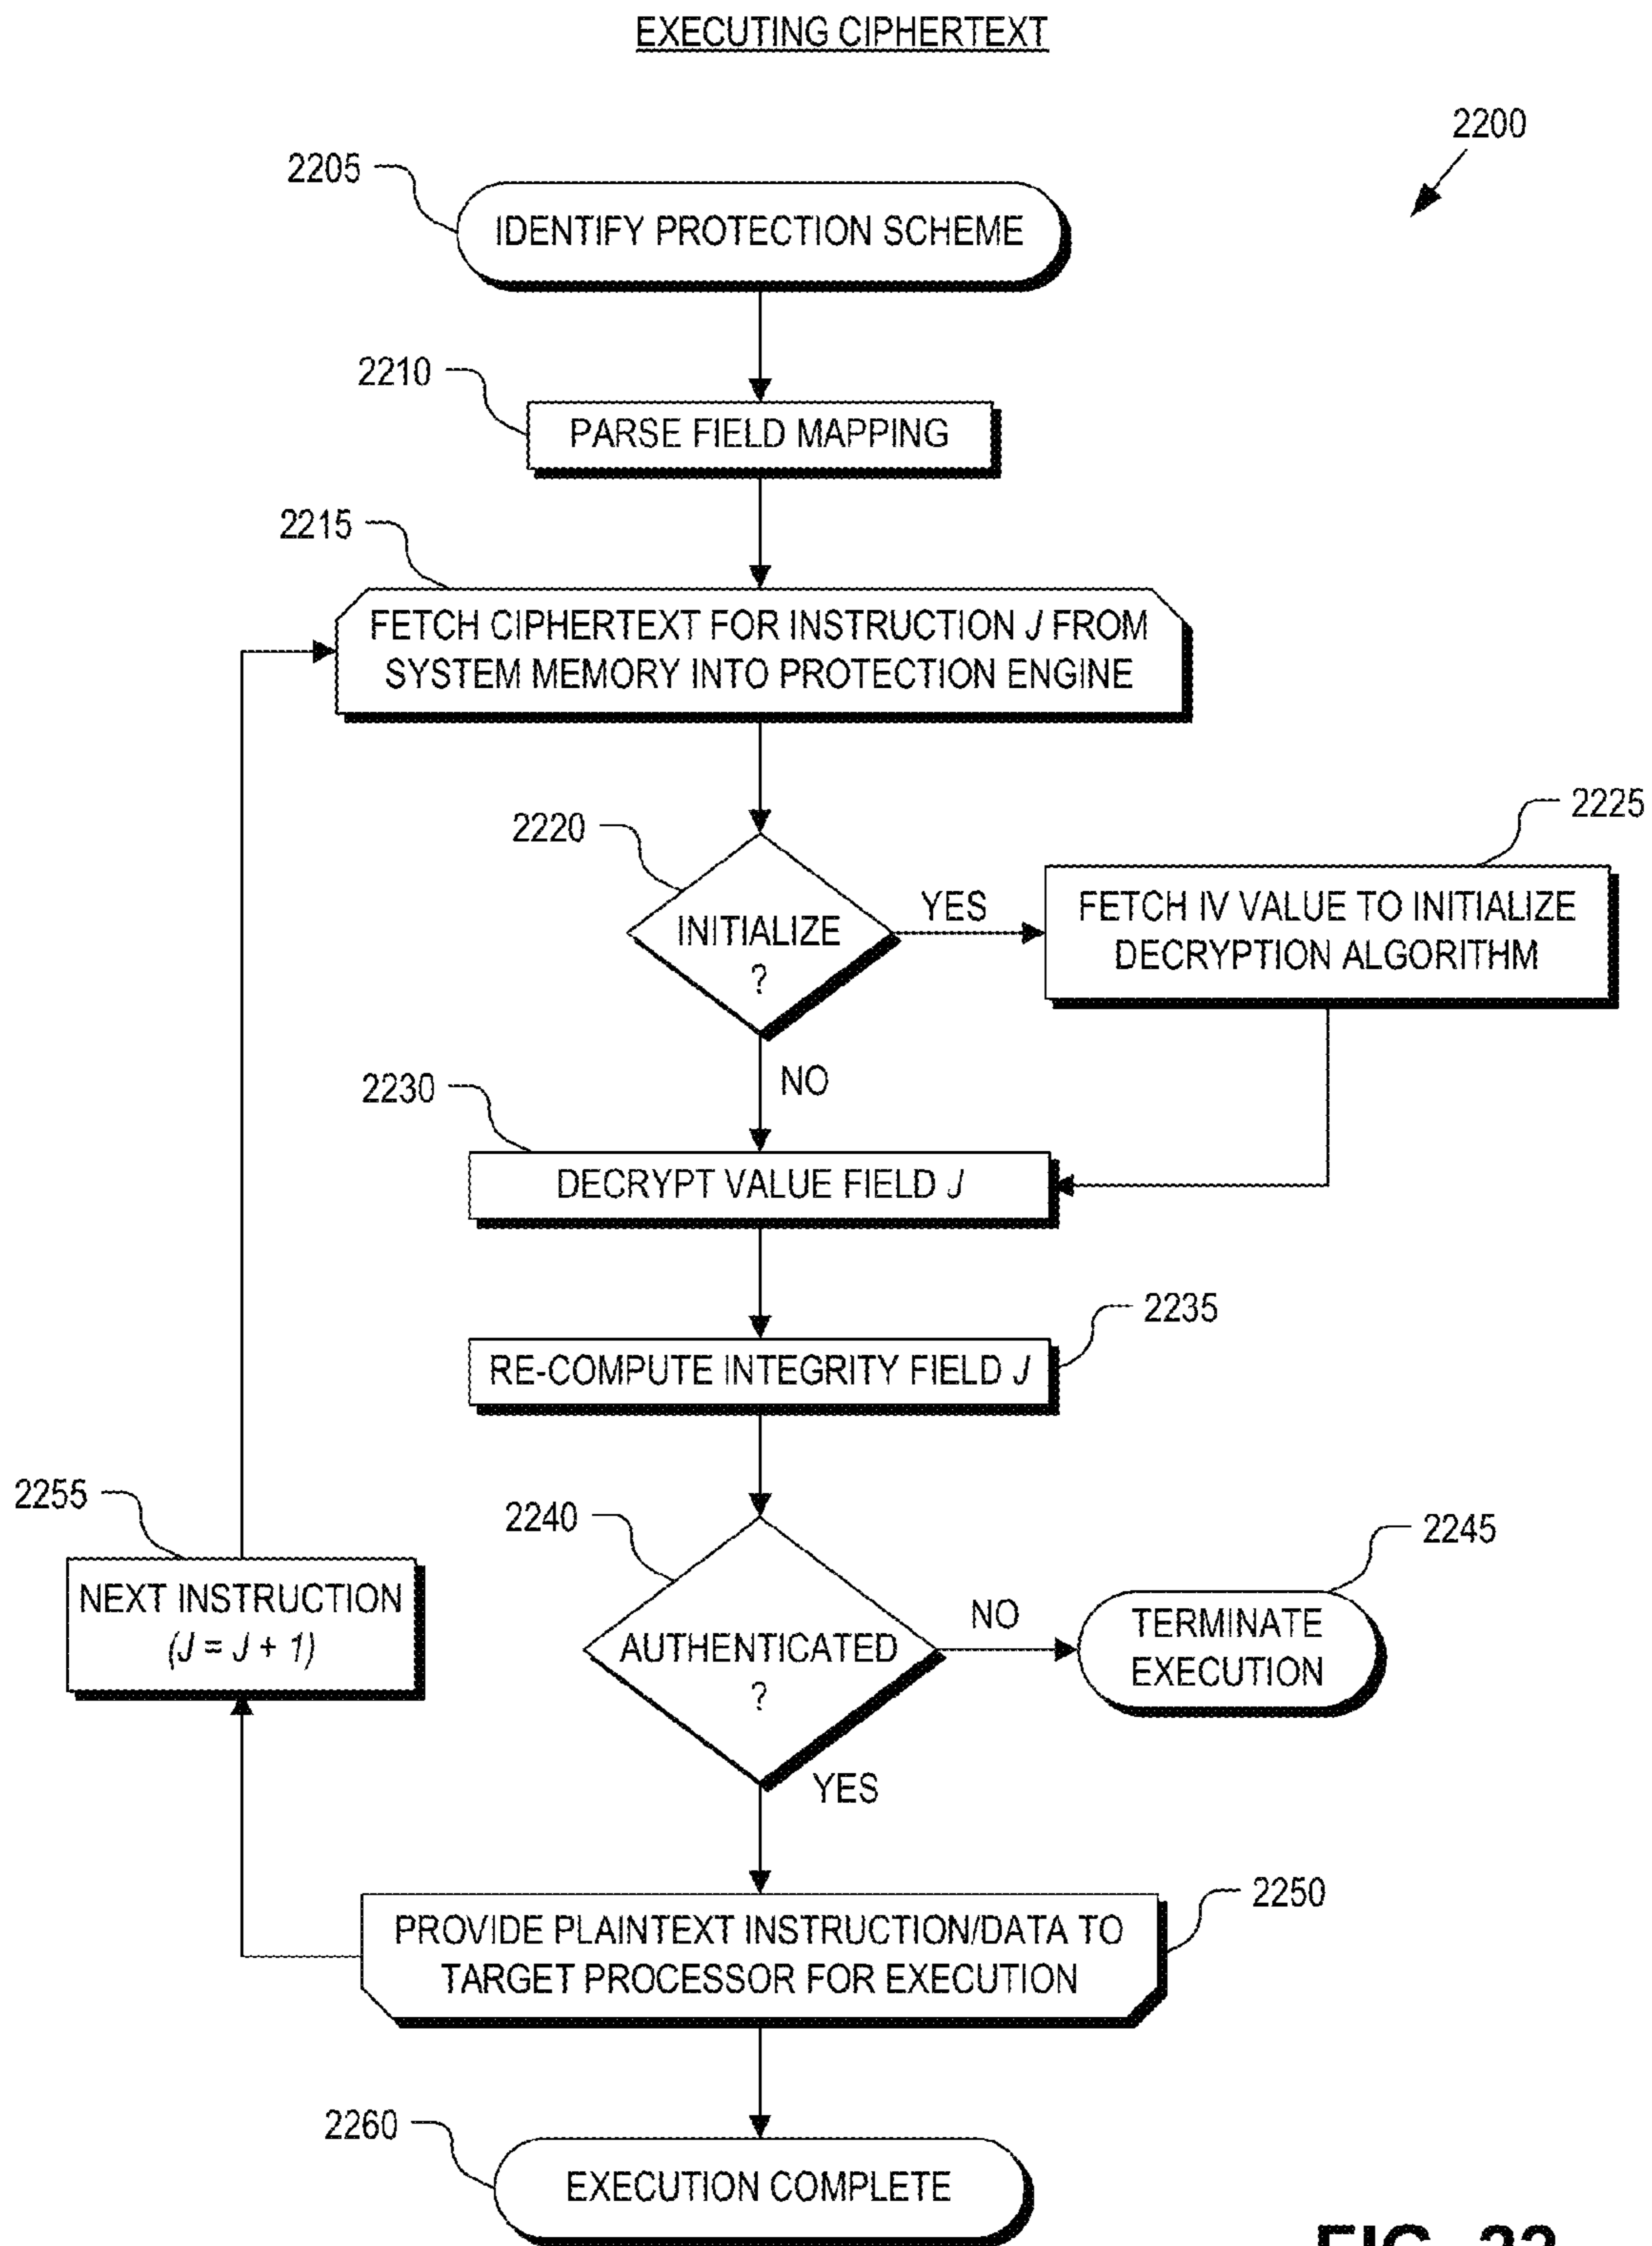 EXECUTING CIPHERTEXT
2200
2205
IDENTIFY PROTECTION SCHEME
2210
PARSE FIELD MAPPING
2215
FETCH CIPHERTEXT FOR INSTRUCTION J FROM
SYSTEM MEMORY INTO PROTECTION ENGINE
2220
INITIALIZE
?
YES
2225
FETCH IV VALUE TO INITIALIZE
DECRYPTION ALGORITHM
NO
2230
DECRYPT VALUE FIELD J
2235
RE-COMPUTE INTEGRITY FIELD J
2255
NEXT INSTRUCTION
(J = J + 1)
2240
AUTHENTICATED
?
NO
2245
TERMINATE
EXECUTION
YES
2250
PROVIDE PLAINTEXT INSTRUCTION/DATA TO
TARGET PROCESSOR FOR EXECUTION
2260
EXECUTION COMPLETE
FIG. 22